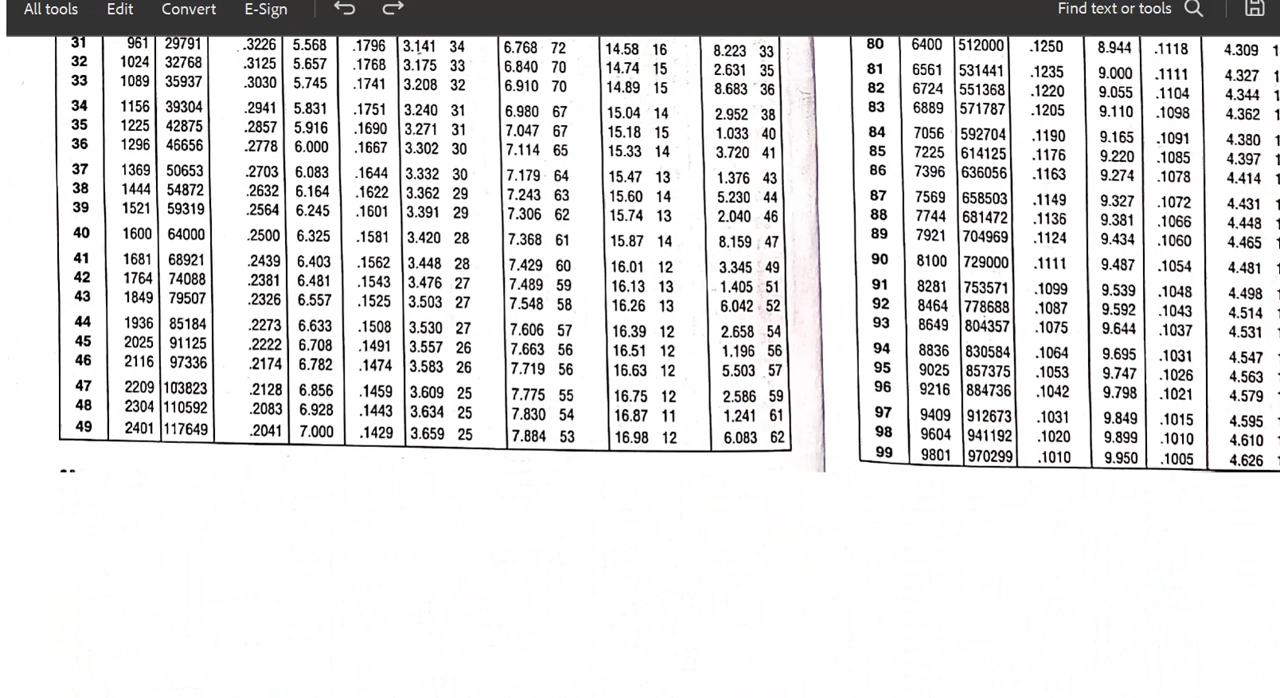 All tools Edit Convert E-Sign Find text or tools
31 961 29791 .3226 5.568 .1796 3.141 34 6.768 72 14.58 16 8.223 33
32 1024 32768 .3125 5.657 .1768 3.175 33 6.840 70 14.74 15 2.631 35
33 1089 35937 .3030 5.745 .1741 3.208 32 6.910 70 14.89 15 8.683 36
34 1156 39304 .2941 5.831 .1751 3.240 31 6.980 67 15.04 14 2.952 38
35 1225 42875 .2857 5.916 .1690 3.271 31 7.047 67 15.18 15 1.033 40
36 1296 46656 .2778 6.000 .1667 3.302 30 7.114 65 15.33 14 3.720 41
37 1369 50653 .2703 6.083 .1644 3.332 30 7.179 64 15.47 13 1.376 43
38 1444 54872 .2632 6.164 .1622 3.362 29 7.243 63 15.60 14 5.230 44
39 1521 59319 .2564 6.245 .1601 3.391 29 7.306 62 15.74 13 2.040 46
40 1600 64000 .2500 6.325 .1581 3.420 28 7.368 61 15.87 14 8.159 47
41 1681 68921 .2439 6.403 .1562 3.448 28 7.429 60 16.01 12 3.345 49
42 1764 74088 .2381 6.481 .1543 3.476 27 7.489 59 16.13 13 1.405 51
43 1849 79507 .2326 6.557 .1525 3.503 27 7.548 58 16.26 13 6.042 52
44 1936 85184 .2273 6.633 .1508 3.530 27 7.606 57 16.39 12 2.658 54
45 2025 91125 .2222 6.708 .1491 3.557 26 7.663 56 16.51 12 1.196 56
46 2116 97336 .2174 6.782 .1474 3.583 26 7.719 56 16.63 12 5.503 57
47 2209 103823 .2128 6.856 .1459 3.609 25 7.775 55 16.75 12 2.586 59
48 2304 110592 .2083 6.928 .1443 3.634 25 7.830 54 16.87 11 1.241 61
49 2401 117649 .2041 7.000 .1429 3.659 25 7.884 53 16.98 12 6.083 62
80 6400 512000 .1250 8.944 .1118 4.309 1
81 6561 531441 .1235 9.000 .1111 4.327 1
82 6724 551368 .1220 9.055 .1104 4.344 1
83 6889 571787 .1205 9.110 .1098 4.362 1
84 7056 592704 .1190 9.165 .1091 4.380 1
85 7225 614125 .1176 9.220 .1085 4.397 1
86 7396 636056 .1163 9.274 .1078 4.414 1
87 7569 658503 .1149 9.327 .1072 4.431 1
88 7744 681472 .1136 9.381 .1066 4.448 1
89 7921 704969 .1124 9.434 .1060 4.465 1
90 8100 729000 .1111 9.487 .1054 4.481 1
91 8281 753571 .1099 9.539 .1048 4.498 1
92 8464 778688 .1087 9.592 .1043 4.514 1
93 8649 804357 .1075 9.644 .1037 4.531 1
94 8836 830584 .1064 9.695 .1031 4.547 1
95 9025 857375 .1053 9.747 .1026 4.563 1
96 9216 884736 .1042 9.798 .1021 4.579 1
97 9409 912673 .1031 9.849 .1015 4.595 1
98 9604 941192 .1020 9.899 .1010 4.610 1
99 9801 970299 .1010 9.950 .1005 4.626 1